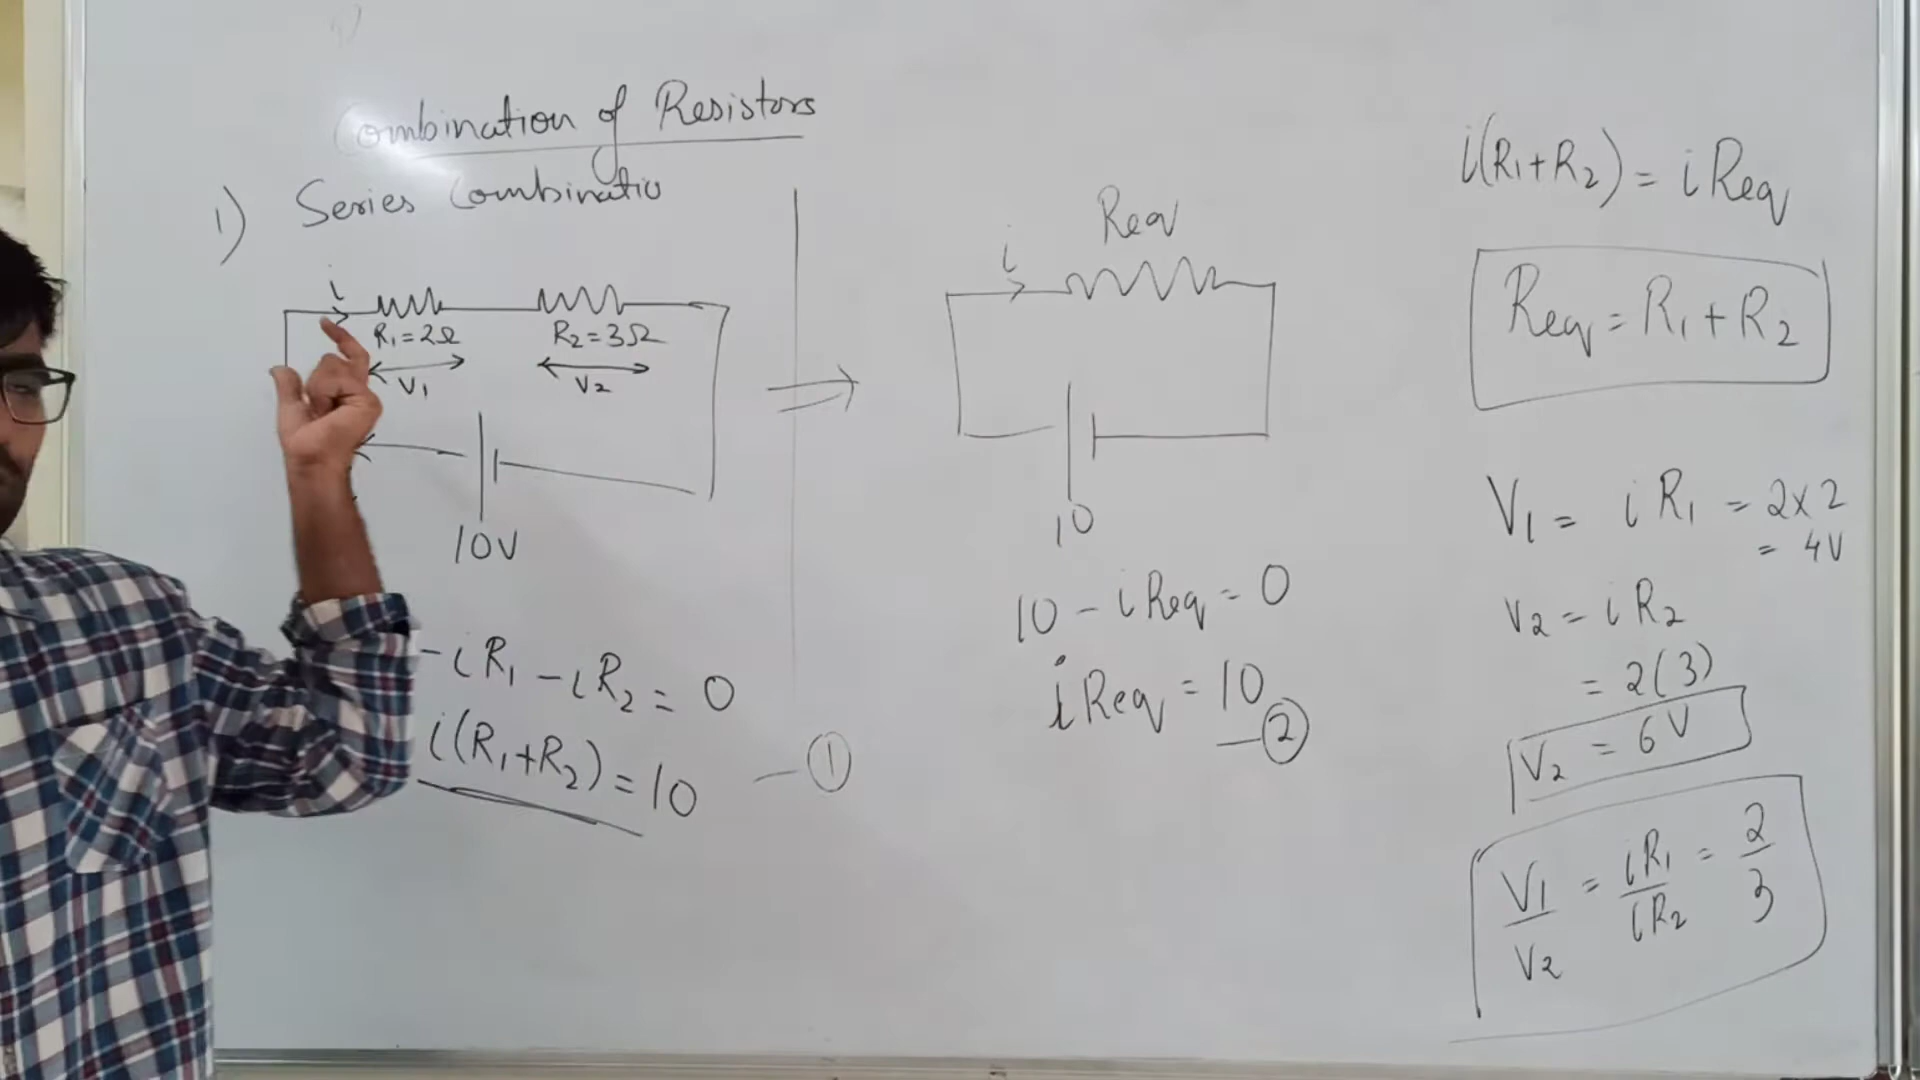 Combination of Resistors
1) Series Combinatio
i
R₁=2Ω
R₂=3Ω
V₁
V₂
10V
-iR₁-iR₂=0
i(R₁+R₂)=10 -①
i
Req
10
10-iReq=0
iReq=10
-②
i(R₁+R₂)=iReq
Req=R₁+R₂
V₁ = iR₁ = 2×2
= 4V
V₂ = iR₂
= 2(3)
V₂ = 6V
V₁/V₂ = iR₁/iR₂ = 2/3